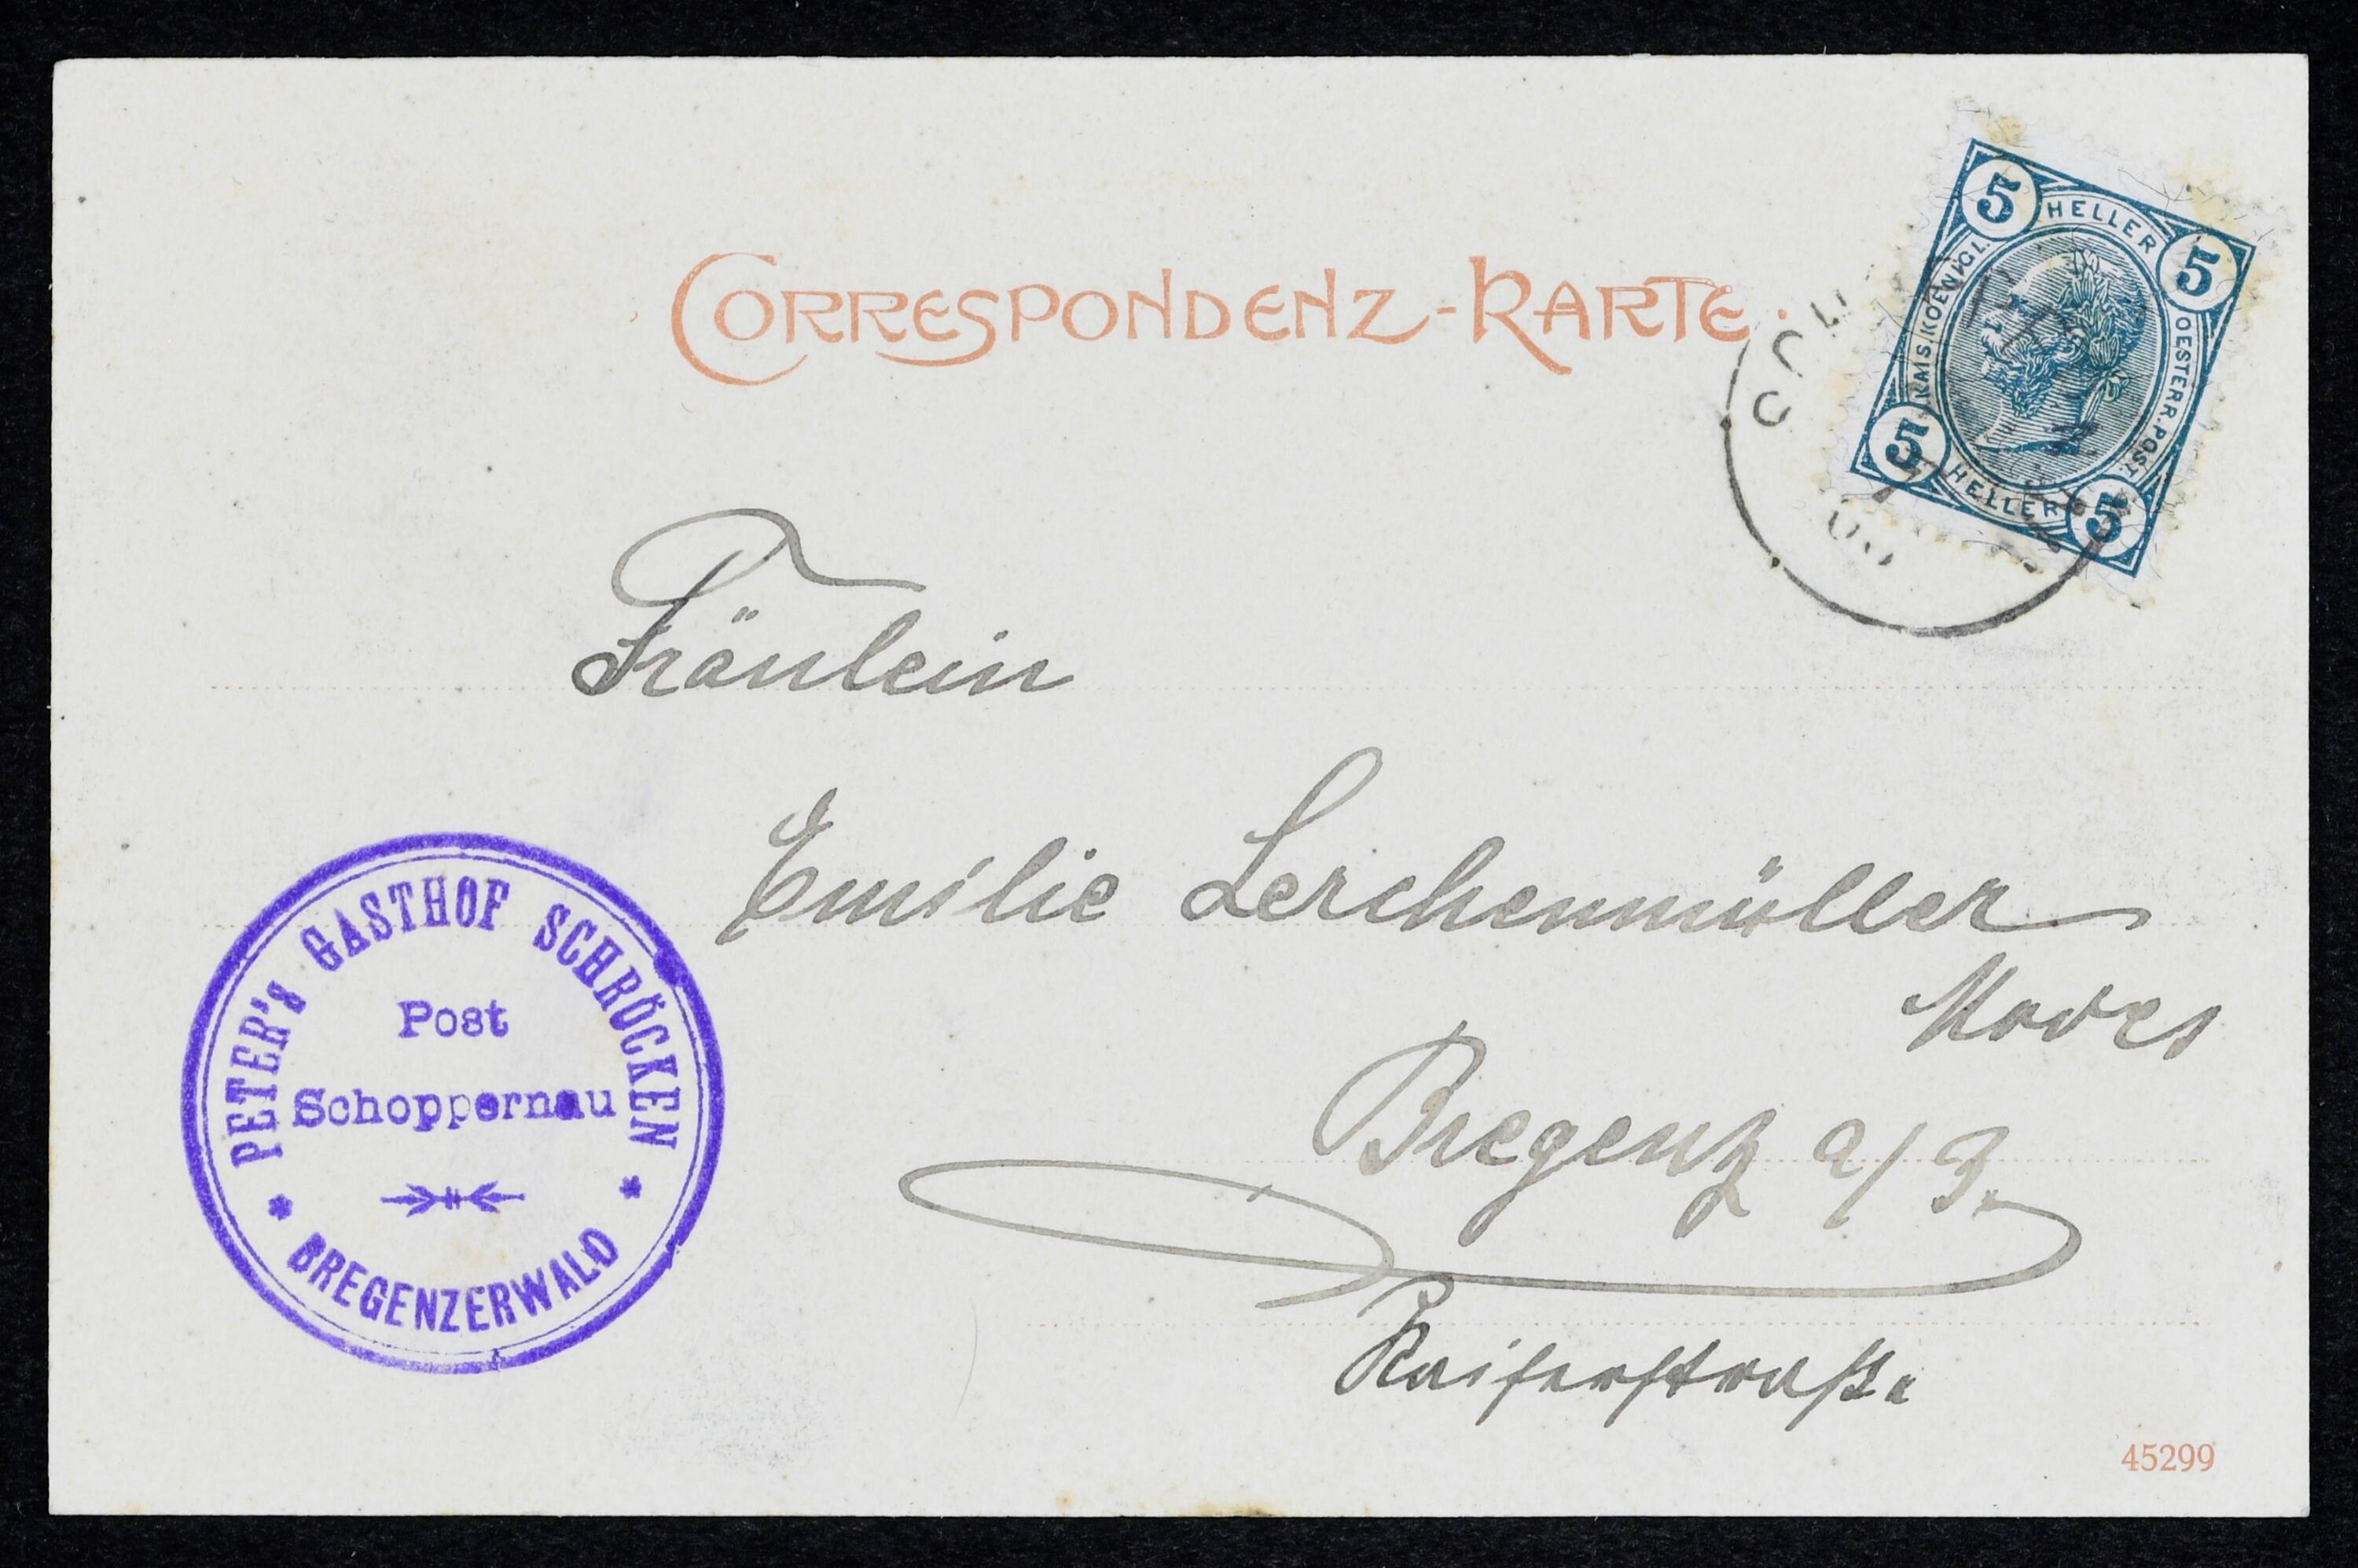 CORRESPONDENZ-KARTE.
5 HELLER 5
KAIS. KOENIGL. OESTERR. POST.
5 HELLER 5
Fräulein
Emilie Lerchenmüller
Modes
Bregenz a/B.
Kaiserstraße
PETER's GASTHOF SCHRÖCKEN
Post
Schoppernau
* BREGENZERWALD *
45299